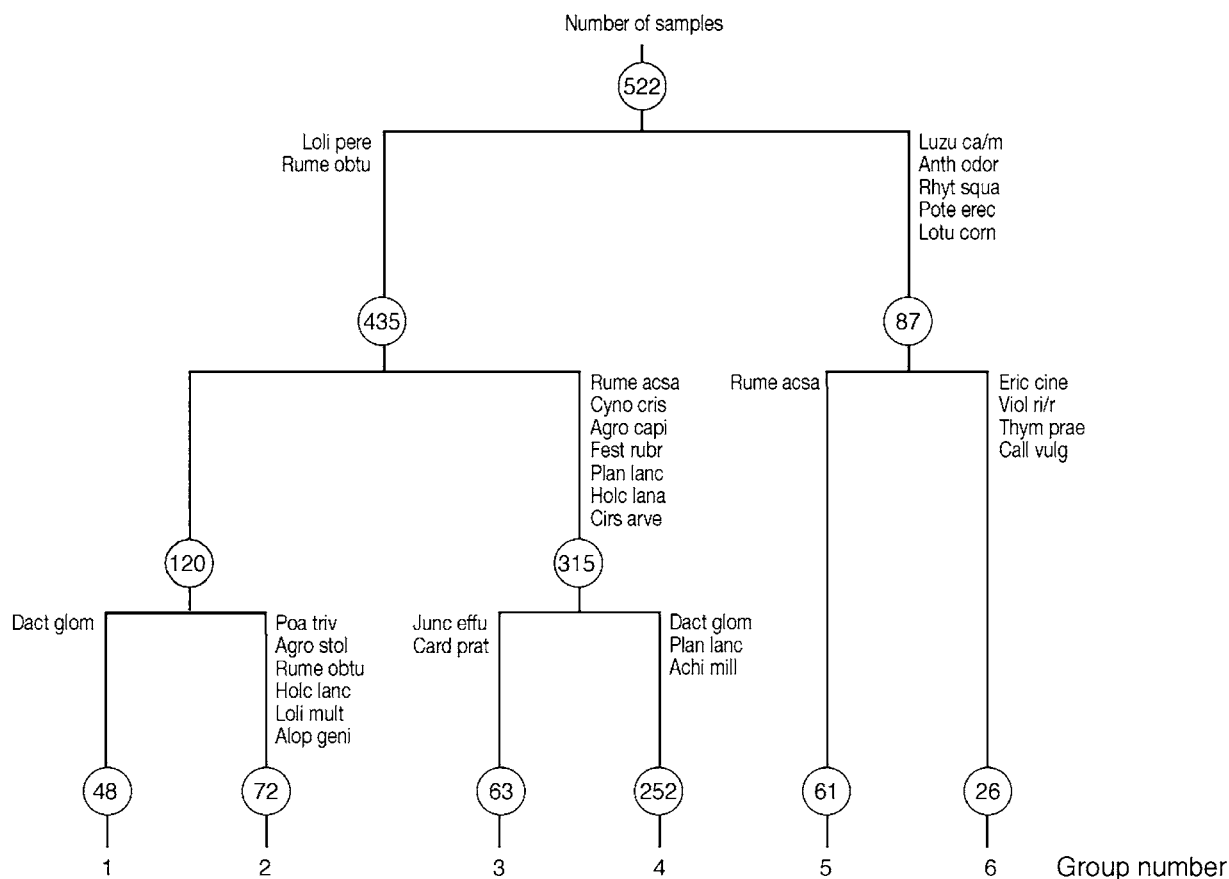 Number of samples
522
Loli pere
Rume obtu
Luzu ca/m
Anth odor
Rhyt squa
Pote erec
Lotu corn
435
87
Rume acsa
Cyno cris
Agro capi
Fest rubr
Plan lanc
Holc lana
Cirs arve
Rume acsa
Eric cine
Viol ri/r
Thym prae
Call vulg
120
315
Dact glom
Poa triv
Agro stol
Rume obtu
Holc lanc
Loli mult
Alop geni
Junc effu
Card prat
Dact glom
Plan lanc
Achi mill
48
72
63
252
61
26
1
2
3
4
5
6
Group number